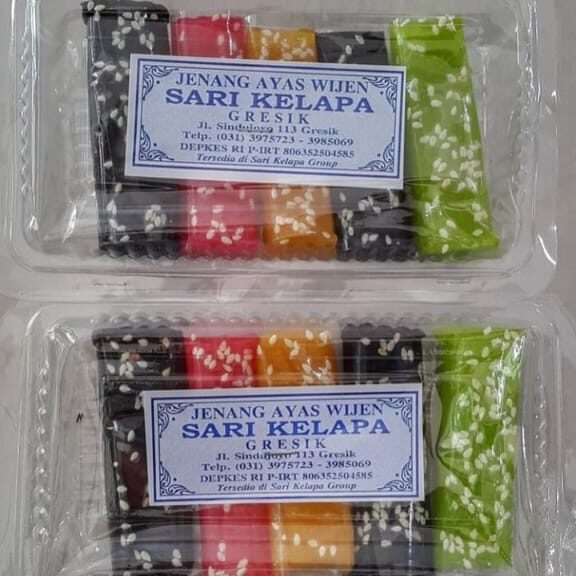 JENANG AYAS WIJEN
SARI KELAPA
GRESIK
Jl. Sindujoyo 113 Gresik
Telp. (031) 3975723 - 3985069
DEPKES RI P-IRT 806352504585
Tersedia di Sari Kelapa Group
JENANG AYAS WIJEN
SARI KELAPA
GRESIK
Jl. Sindujoyo 113 Gresik
Telp. (031) 3975723 - 3985069
DEPKES RI P-IRT 806352504585
Tersedia di Sari Kelapa Group